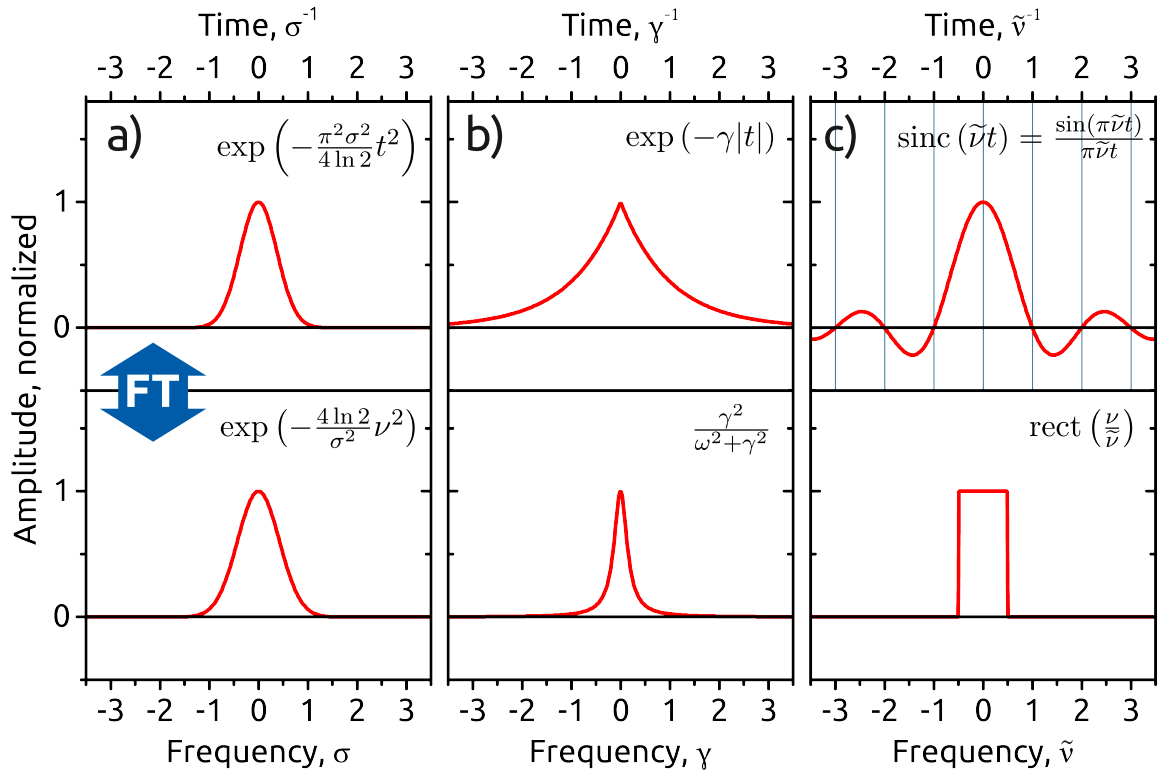 Time, σ⁻¹ Time, γ⁻¹ Time, ν̃⁻¹
-3 -2 -1 0 1 2 3 -3 -2 -1 0 1 2 3 -3 -2 -1 0 1 2 3
a) exp(-π²σ²/(4 ln 2) t²) b) exp(-γ|t|) c) sinc(ν̃t) = sin(πν̃t)/(πν̃t)
1
0
Amplitude, normalized
FT
exp(-(4 ln 2)/σ² ν²) γ²/(ω²+γ²) rect(ν/ν̃)
1
0
-3 -2 -1 0 1 2 3 -3 -2 -1 0 1 2 3 -3 -2 -1 0 1 2 3
Frequency, σ Frequency, γ Frequency, ν̃